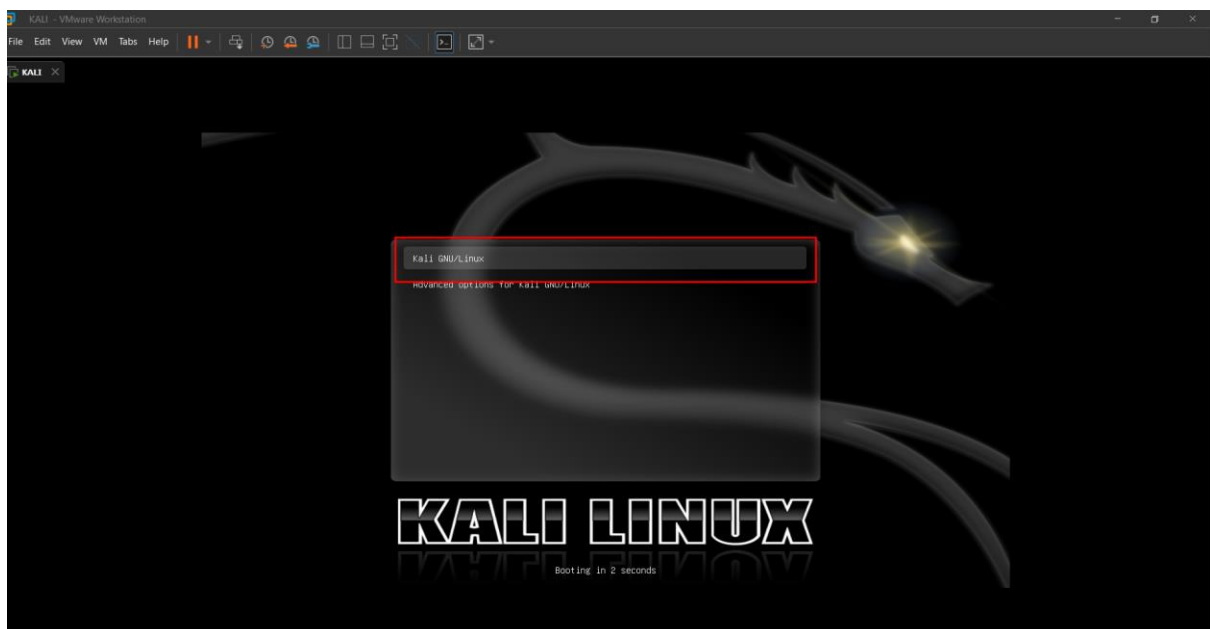 KALI - VMware Workstation
File Edit View VM Tabs Help
KALI
Kali GNU/Linux
Advanced options for Kali GNU/Linux
KALI LINUX
Booting in 2 seconds